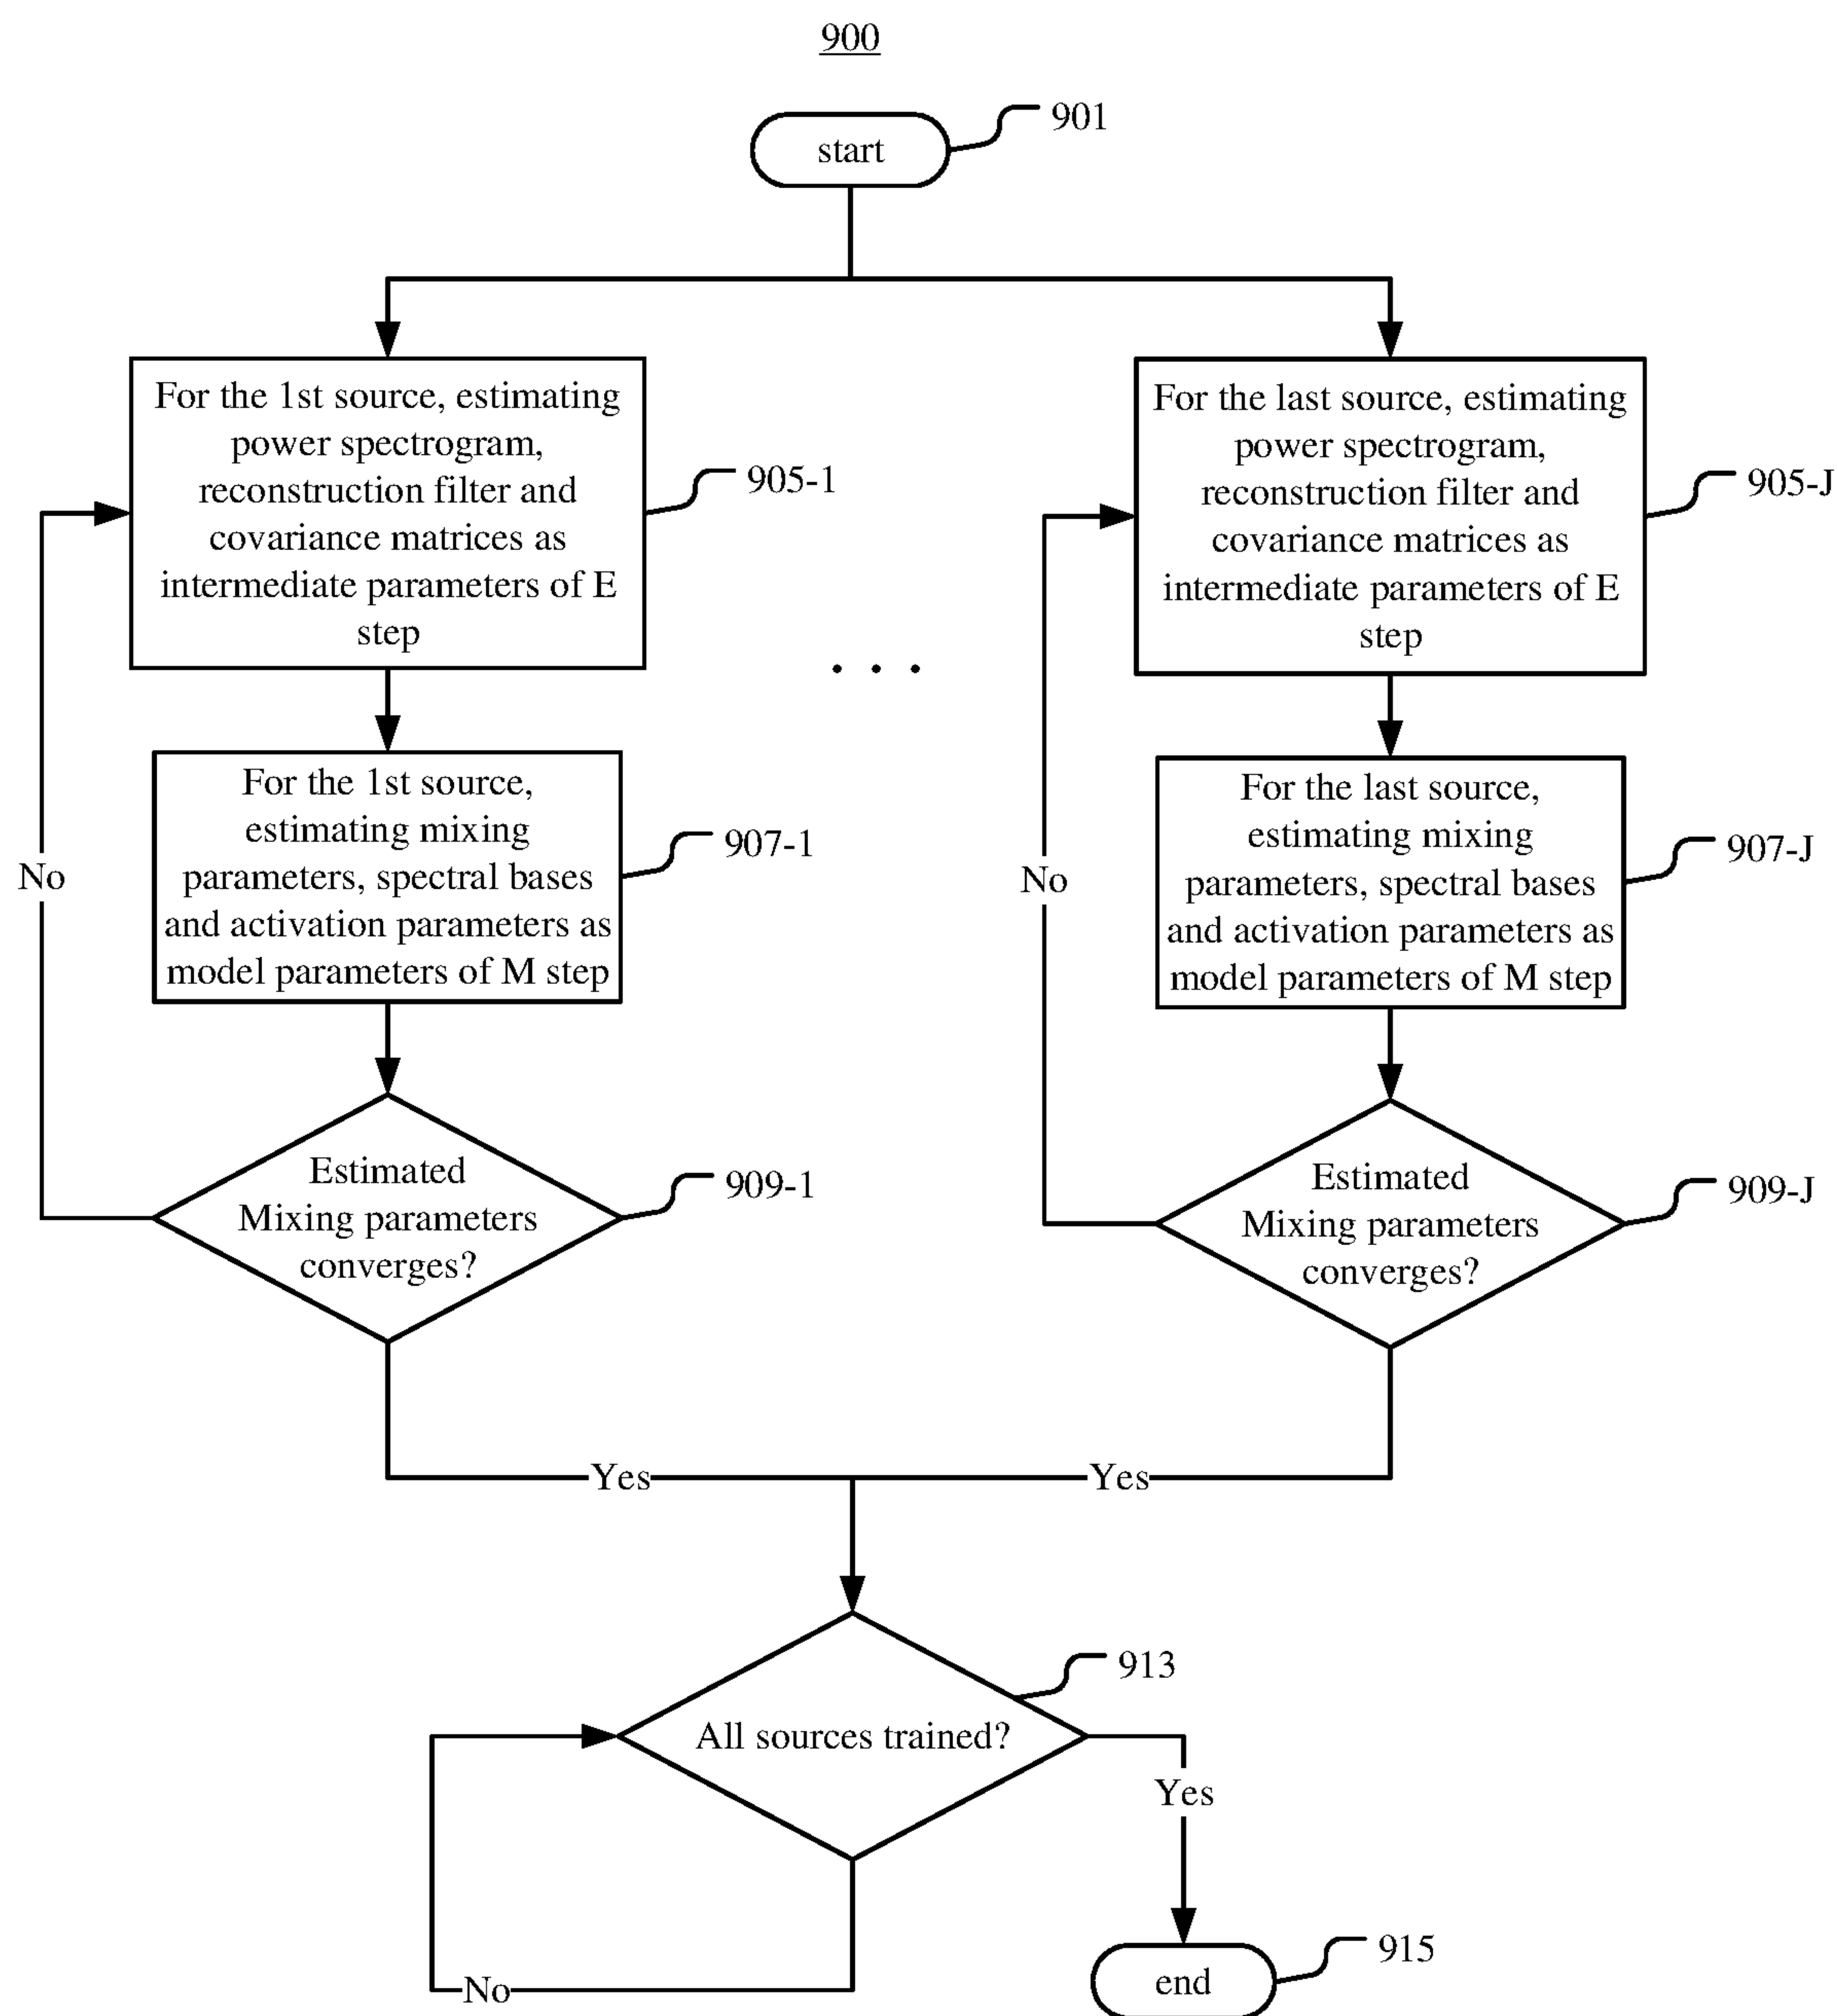 900
start
901
For the 1st source, estimating
power spectrogram,
reconstruction filter and
covariance matrices as
intermediate parameters of E
step
905-1
For the last source, estimating
power spectrogram,
reconstruction filter and
covariance matrices as
intermediate parameters of E
step
905-J
. . .
For the 1st source,
estimating mixing
parameters, spectral bases
and activation parameters as
model parameters of M step
907-1
No
For the last source,
estimating mixing
parameters, spectral bases
and activation parameters as
model parameters of M step
907-J
No
Estimated
Mixing parameters
converges?
909-1
Estimated
Mixing parameters
converges?
909-J
Yes
Yes
913
All sources trained?
Yes
No
end
915